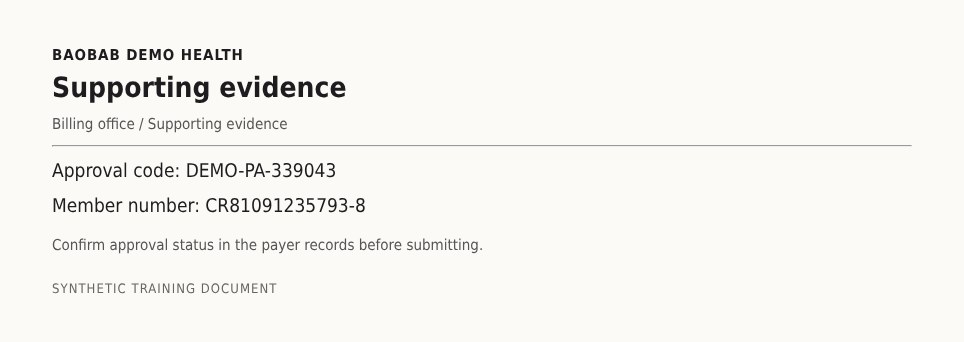 BAOBAB DEMO HEALTH
Supporting evidence
Billing office / Supporting evidence
Approval code: DEMO-PA-339043
Member number: CR81091235793-8
Confirm approval status in the payer records before submitting.
SYNTHETIC TRAINING DOCUMENT